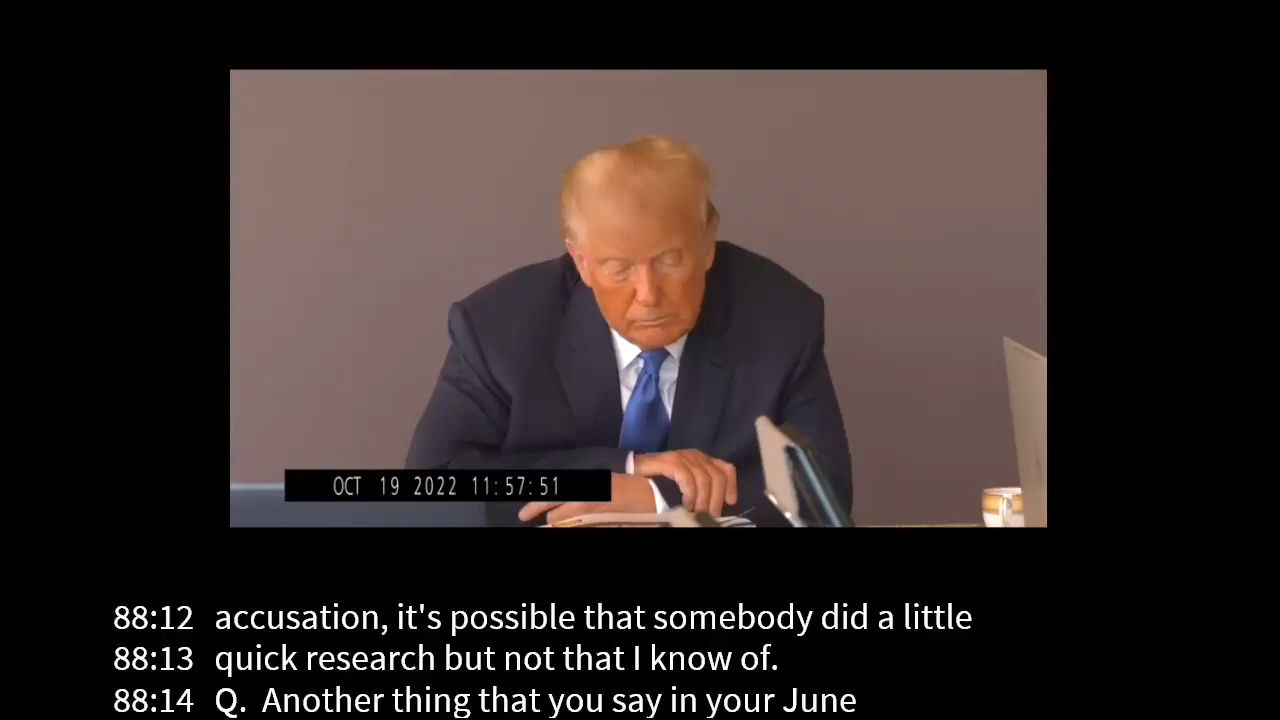 OCT 19 2022 11:57:51
88:12 accusation, it's possible that somebody did a little
88:13 quick research but not that I know of.
88:14 Q. Another thing that you say in your June